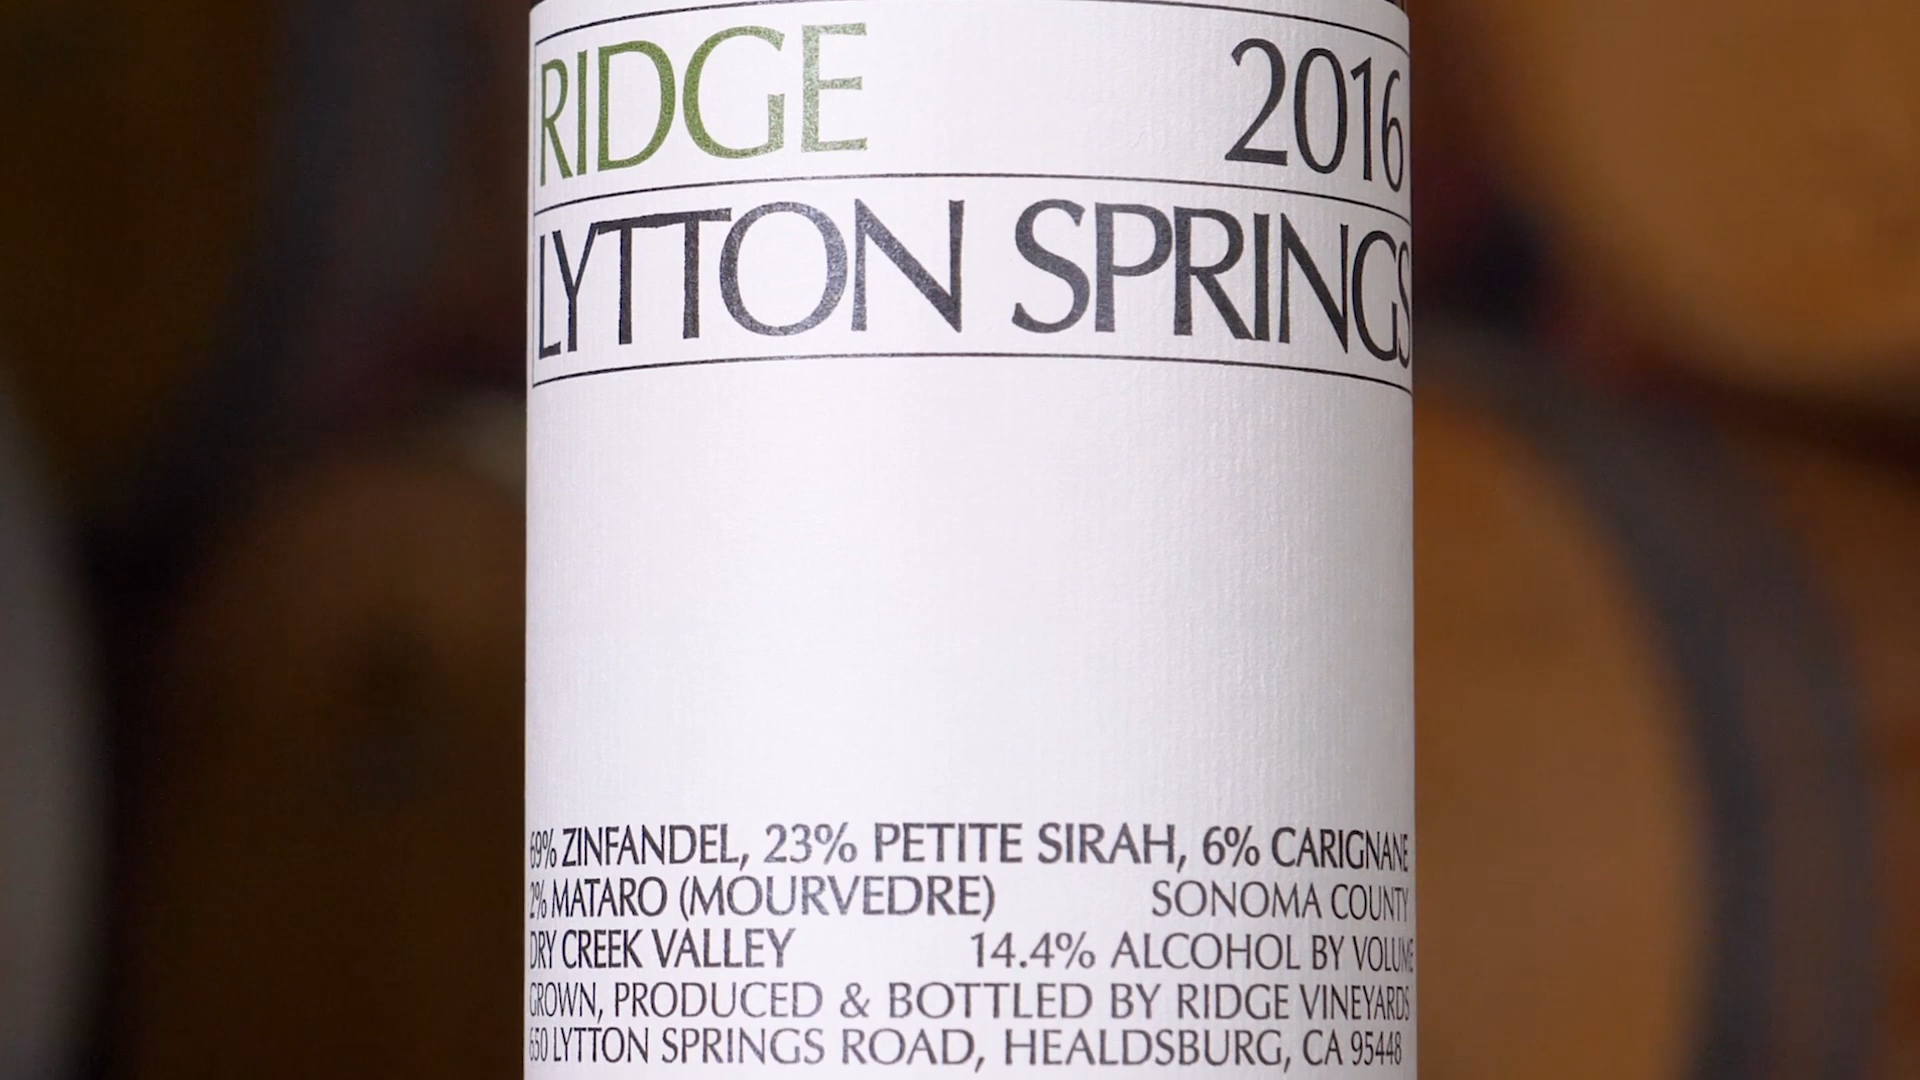 RIDGE 2016
LYTTON SPRINGS
69% ZINFANDEL, 23% PETITE SIRAH, 6% CARIGNANE
2% MATARO (MOURVEDRE) SONOMA COUNTY
DRY CREEK VALLEY 14.4% ALCOHOL BY VOLUME
GROWN, PRODUCED & BOTTLED BY RIDGE VINEYARDS
650 LYTTON SPRINGS ROAD, HEALDSBURG, CA 95448